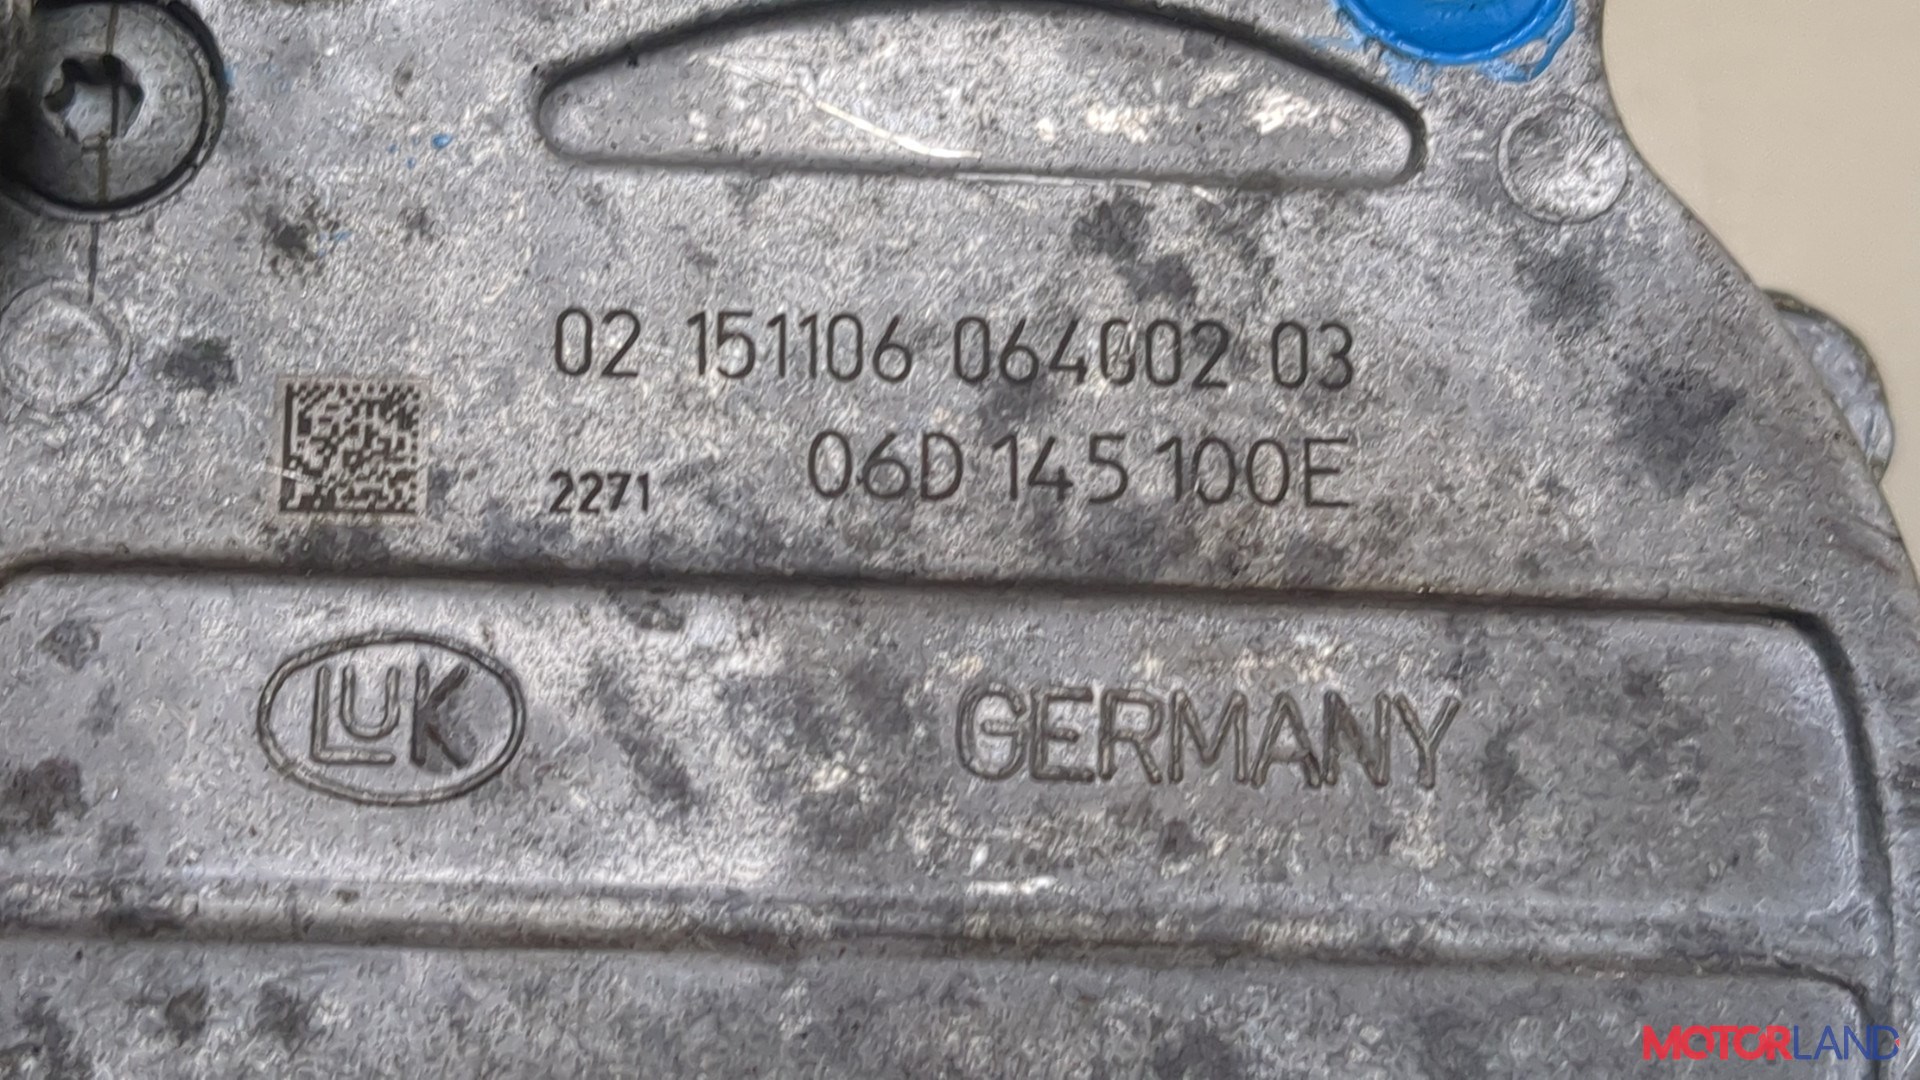 02 151106 064002 03
2271 06D 145 100E
LUK GERMANY
MOTORLAND